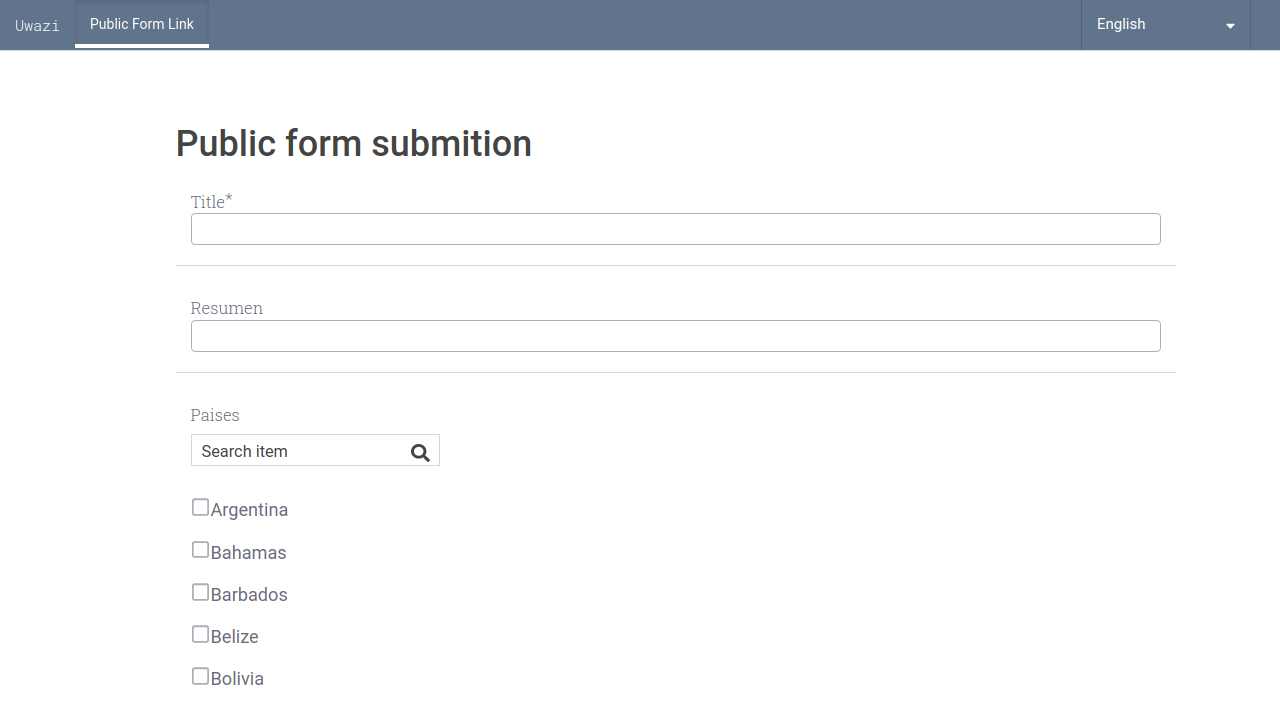 Uwazi
Public Form Link
English
Public form submition
Title*
Resumen
Paises
Search item
Argentina
Bahamas
Barbados
Belize
Bolivia